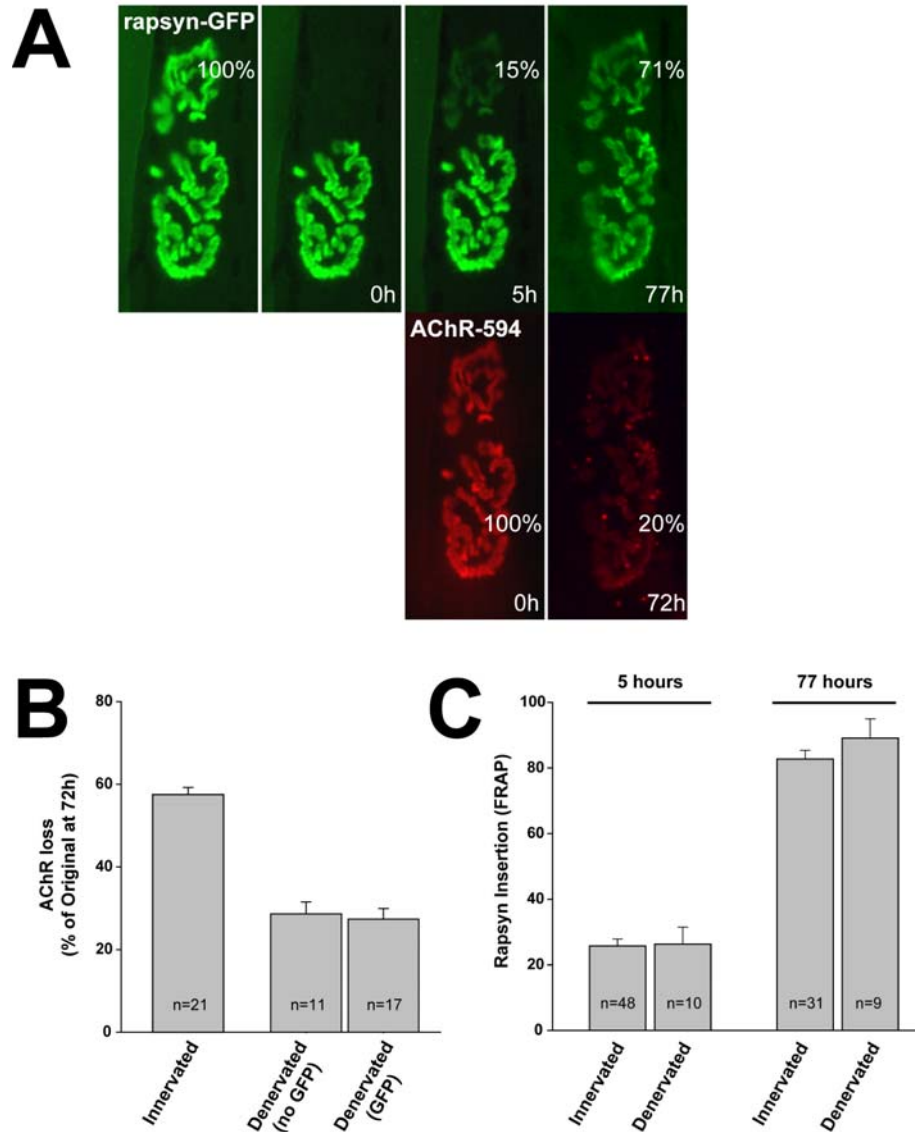 A
rapsyn-GFP
100%
15%
71%
0h
5h
77h
AChR-594
100%
20%
0h
72h
B
AChR loss
(% of Original at 72h)
80
60
40
20
0
n=21
n=11
n=17
Innervated
Denervated
(no GFP)
Denervated
(GFP)
C
5 hours
77 hours
Rapsyn Insertion (FRAP)
100
80
60
40
20
0
n=48
n=10
n=31
n=9
Innervated
Denervated
Innervated
Denervated